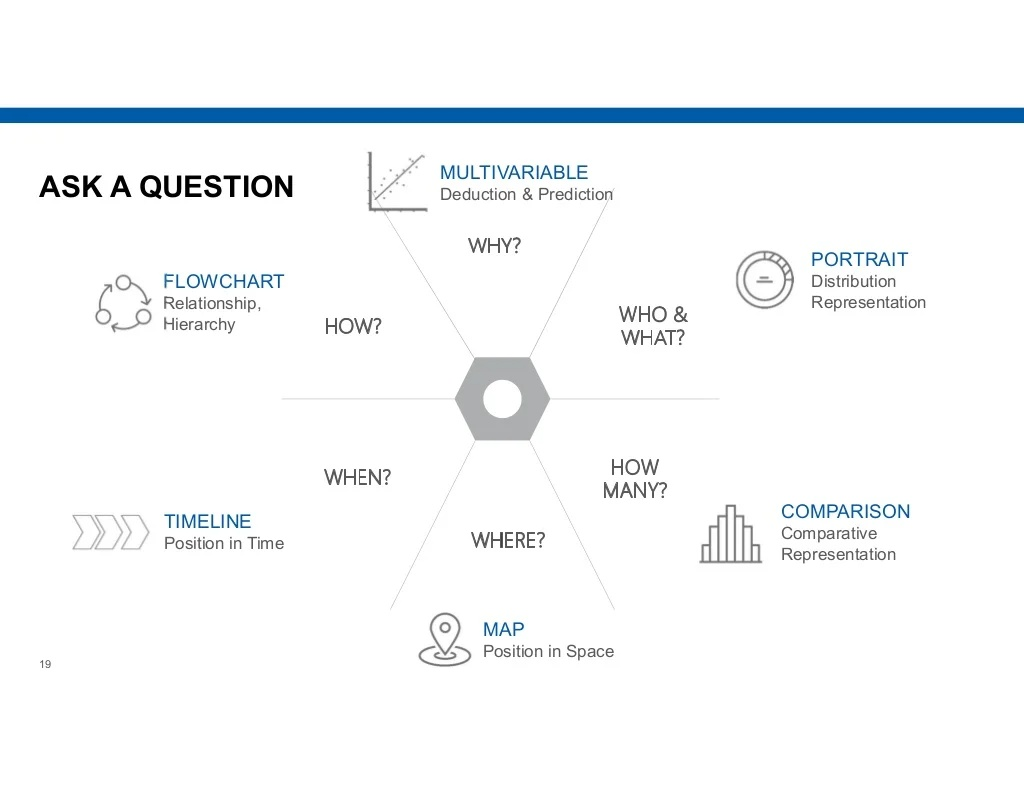 ASK A QUESTION
MULTIVARIABLE
Deduction & Prediction
WHY?
PORTRAIT
Distribution
Representation
WHO &
WHAT?
FLOWCHART
Relationship,
Hierarchy
HOW?
WHEN?
HOW
MANY?
TIMELINE
Position in Time
WHERE?
COMPARISON
Comparative
Representation
MAP
Position in Space
19